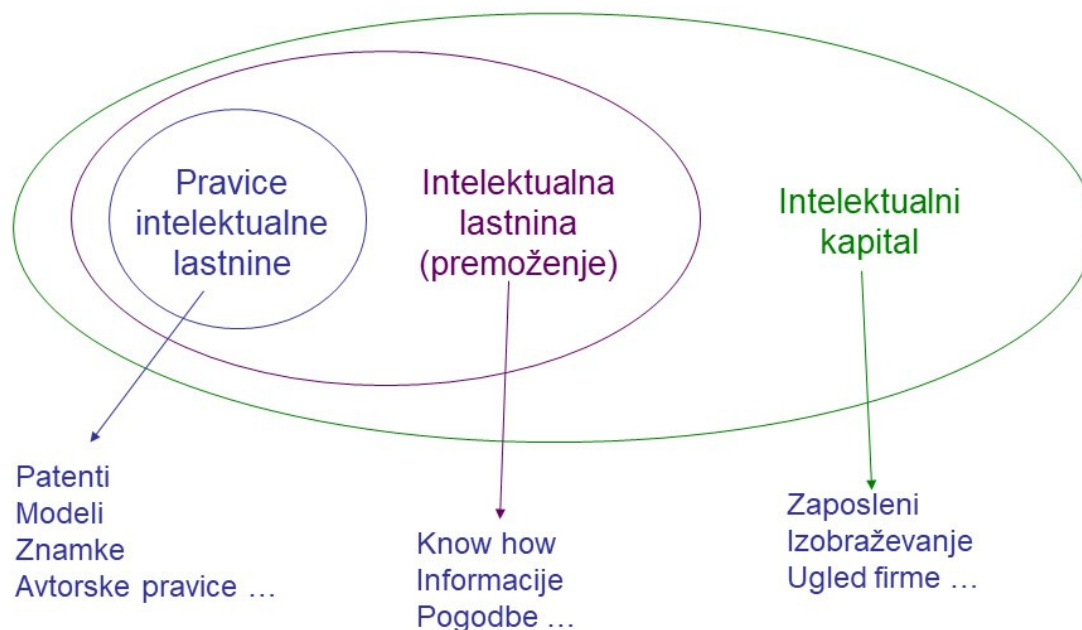 Pravice
intelektualne
lastnine
Intelektualna
lastnina
(premoženje)
Intelektualni
kapital
Patenti
Modeli
Znamke
Avtorske pravice …
Know how
Informacije
Pogodbe …
Zaposleni
Izobraževanje
Ugled firme …